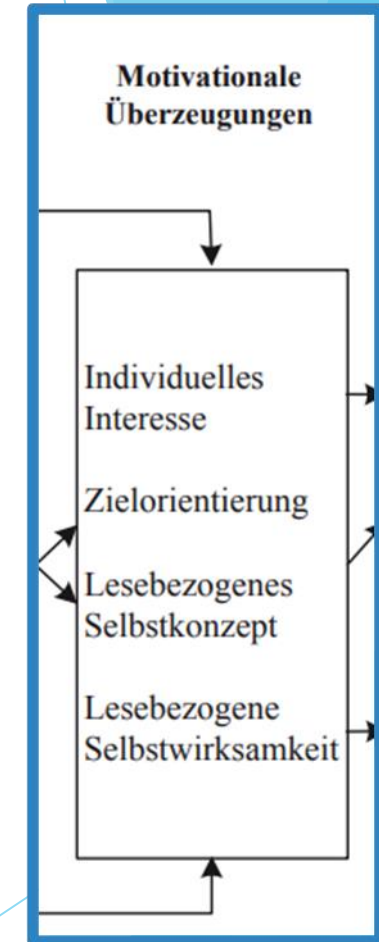 Motivationale
Überzeugungen
Individuelles
Interesse
Zielorientierung
Lesebezogenes
Selbstkonzept
Lesebezogene
Selbstwirksamkeit